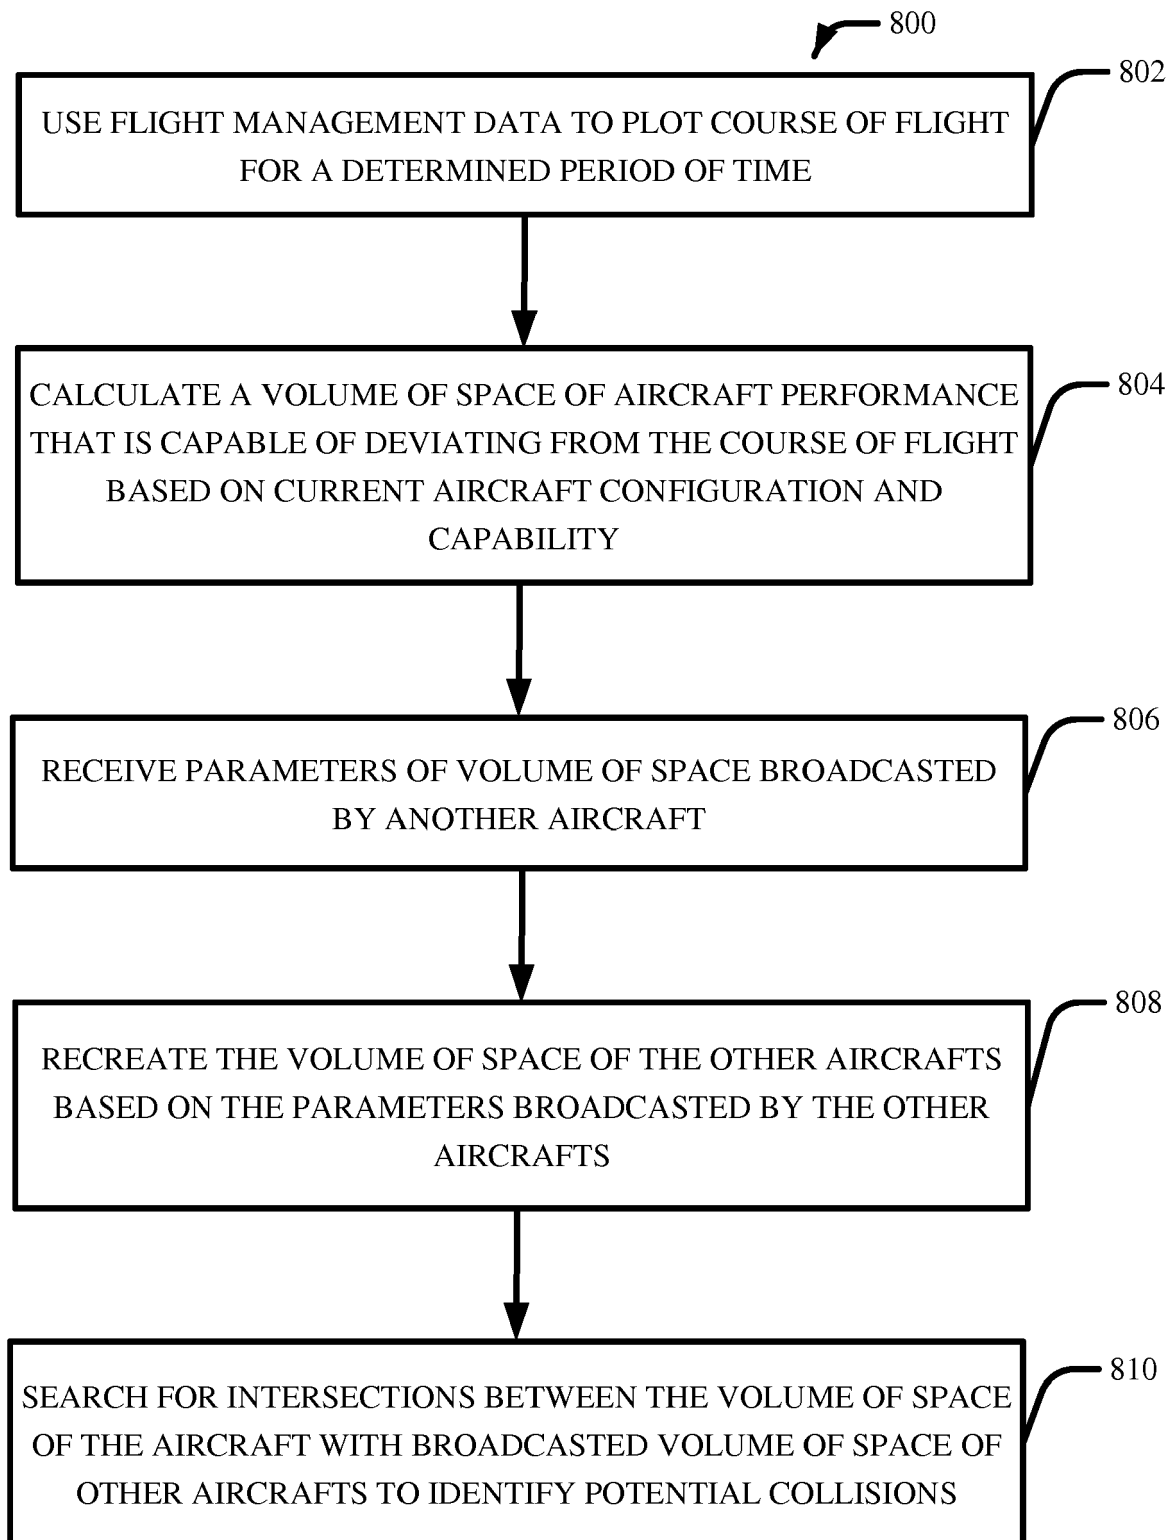 800
802
USE FLIGHT MANAGEMENT DATA TO PLOT COURSE OF FLIGHT
FOR A DETERMINED PERIOD OF TIME
804
CALCULATE A VOLUME OF SPACE OF AIRCRAFT PERFORMANCE
THAT IS CAPABLE OF DEVIATING FROM THE COURSE OF FLIGHT
BASED ON CURRENT AIRCRAFT CONFIGURATION AND
CAPABILITY
806
RECEIVE PARAMETERS OF VOLUME OF SPACE BROADCASTED
BY ANOTHER AIRCRAFT
808
RECREATE THE VOLUME OF SPACE OF THE OTHER AIRCRAFTS
BASED ON THE PARAMETERS BROADCASTED BY THE OTHER
AIRCRAFTS
810
SEARCH FOR INTERSECTIONS BETWEEN THE VOLUME OF SPACE
OF THE AIRCRAFT WITH BROADCASTED VOLUME OF SPACE OF
OTHER AIRCRAFTS TO IDENTIFY POTENTIAL COLLISIONS